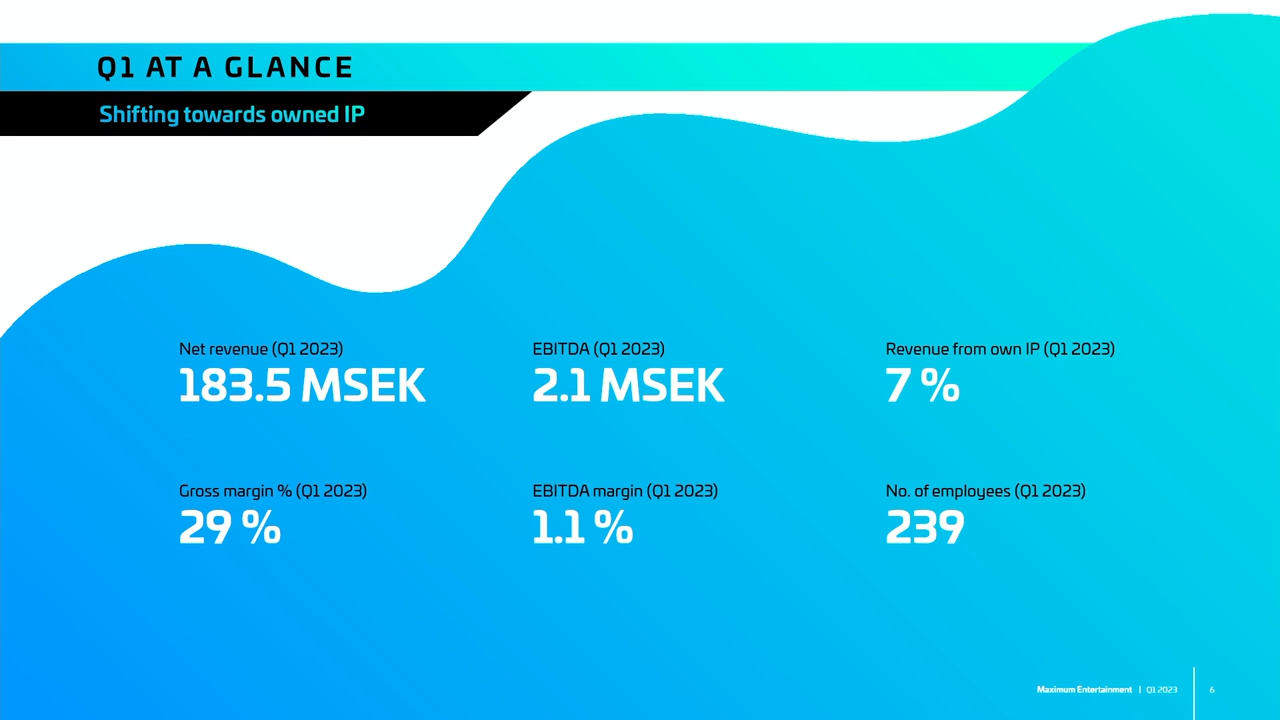 Q1 AT A GLANCE
Shifting towards owned IP
Net revenue (Q1 2023)
183.5 MSEK
EBITDA (Q1 2023)
2.1 MSEK
Revenue from own IP (Q1 2023)
7 %
Gross margin % (Q1 2023)
29 %
EBITDA margin (Q1 2023)
1.1 %
No. of employees (Q1 2023)
239
Maximum Entertainment | Q1 2023 6